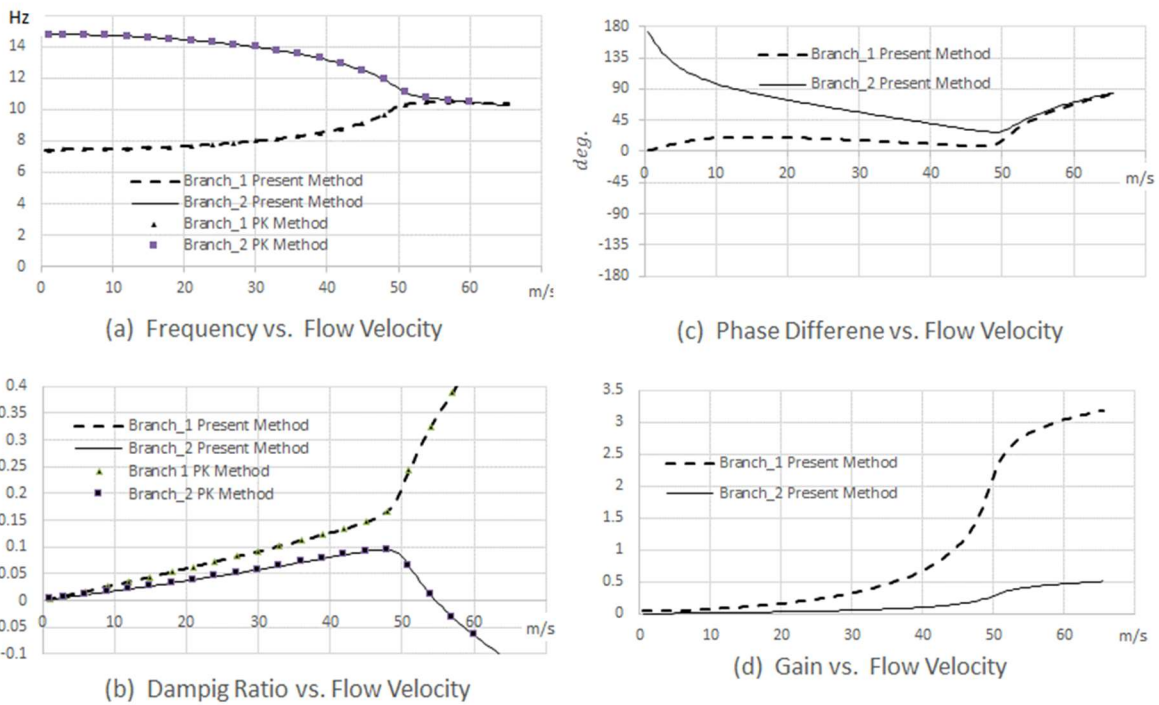 Hz
14
12
10
8
6
4
2
0
0 10 20 30 40 50 60 m/s
Branch_1 Present Method
Branch_2 Present Method
Branch_1 PK Method
Branch_2 PK Method
(a) Frequency vs. Flow Velocity
180
135
90
45
0
-45
-90
-135
-180
deg.
0 10 20 30 40 50 60 m/s
Branch_1 Present Method
Branch_2 Present Method
(c) Phase Differene vs. Flow Velocity
0.4
0.35
0.3
0.25
0.2
0.15
0.1
0.05
0
-0.05
-0.1
0 10 20 30 40 50 60 m/s
Branch_1 Present Method
Branch_2 Present Method
Branch 1 PK Method
Branch_2 PK Method
(b) Dampig Ratio vs. Flow Velocity
3.5
3
2.5
2
1.5
1
0.5
0
0 10 20 30 40 50 60 m/s
Branch_1 Present Method
Branch_2 Present Method
(d) Gain vs. Flow Velocity